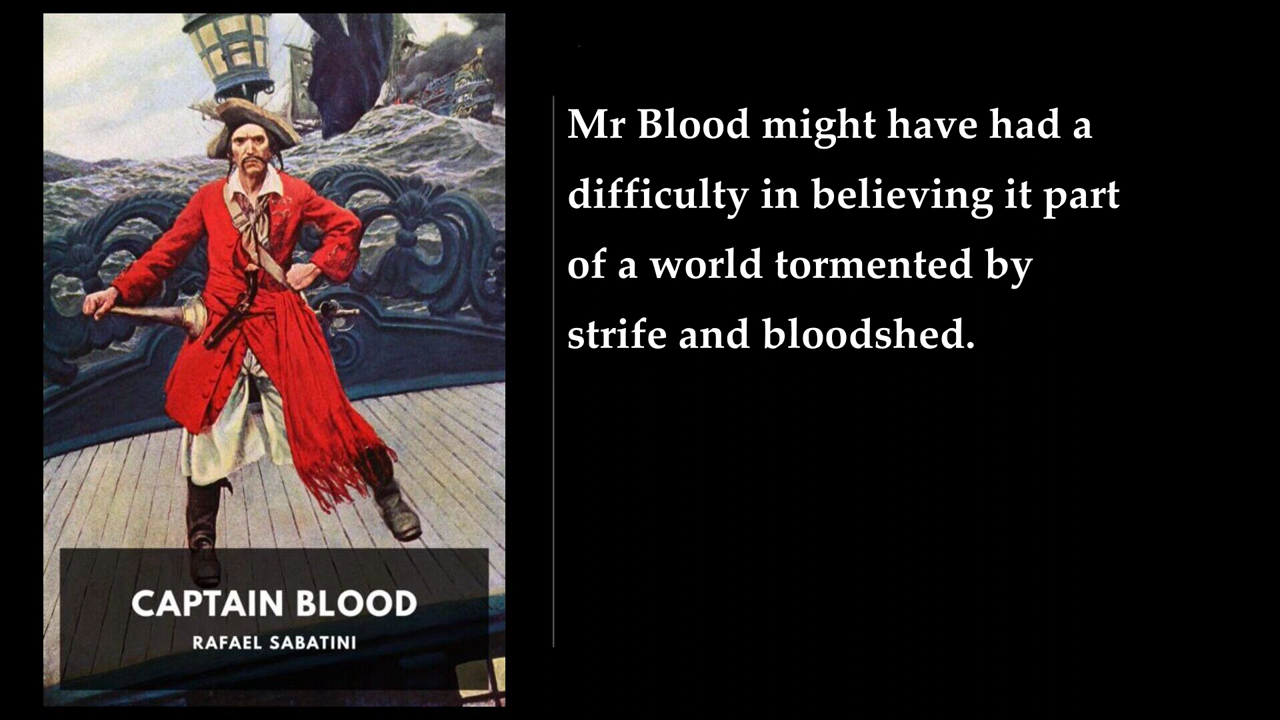 CAPTAIN BLOOD
RAFAEL SABATINI
Mr Blood might have had a
difficulty in believing it part
of a world tormented by
strife and bloodshed.